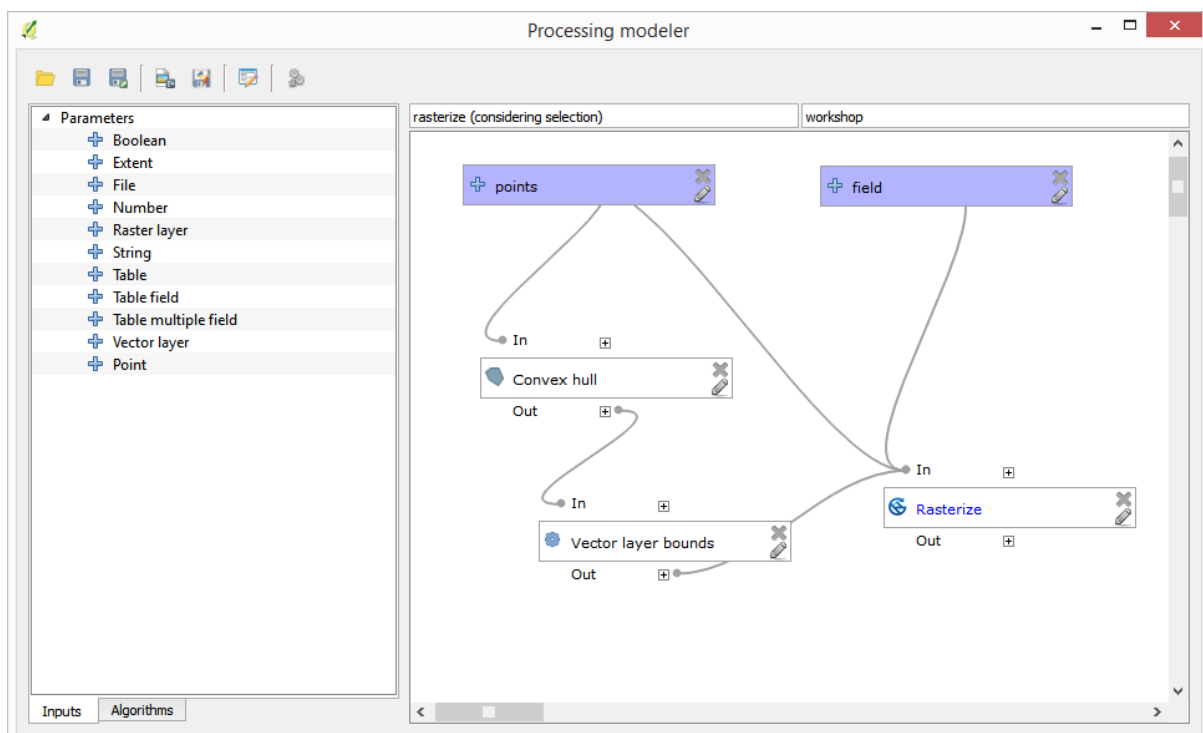 Processing modeler
Parameters
Boolean
Extent
File
Number
Raster layer
String
Table
Table field
Table multiple field
Vector layer
Point
Inputs
Algorithms
rasterize (considering selection)
workshop
points
field
In
Convex hull
Out
In
Rasterize
Out
In
Vector layer bounds
Out